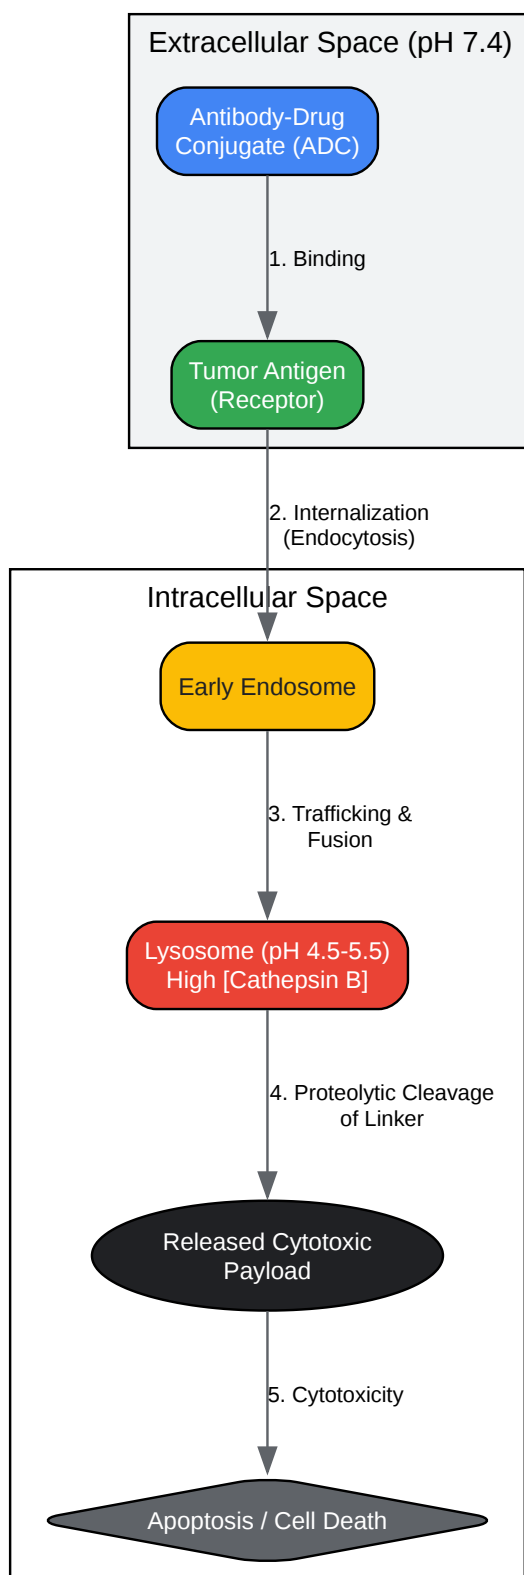 Extracellular Space (pH 7.4)
Antibody-Drug
Conjugate (ADC)
1. Binding
Tumor Antigen
(Receptor)
2. Internalization
(Endocytosis)
Intracellular Space
Early Endosome
3. Trafficking &
Fusion
Lysosome (pH 4.5-5.5)
High [Cathepsin B]
4. Proteolytic Cleavage
of Linker
Released Cytotoxic
Payload
5. Cytotoxicity
Apoptosis / Cell Death